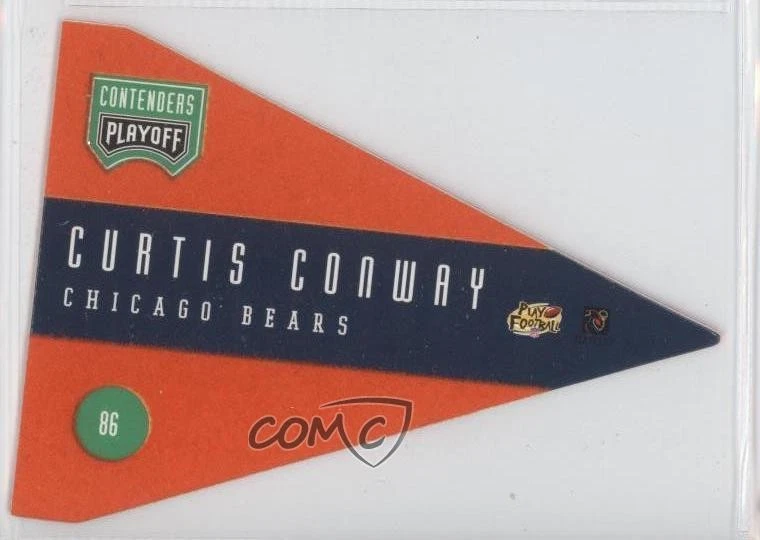 CONTENDERS
PLAYOFF
CURTIS CONWAY
CHICAGO BEARS
PLAY
FOOTBALL
86
COMC